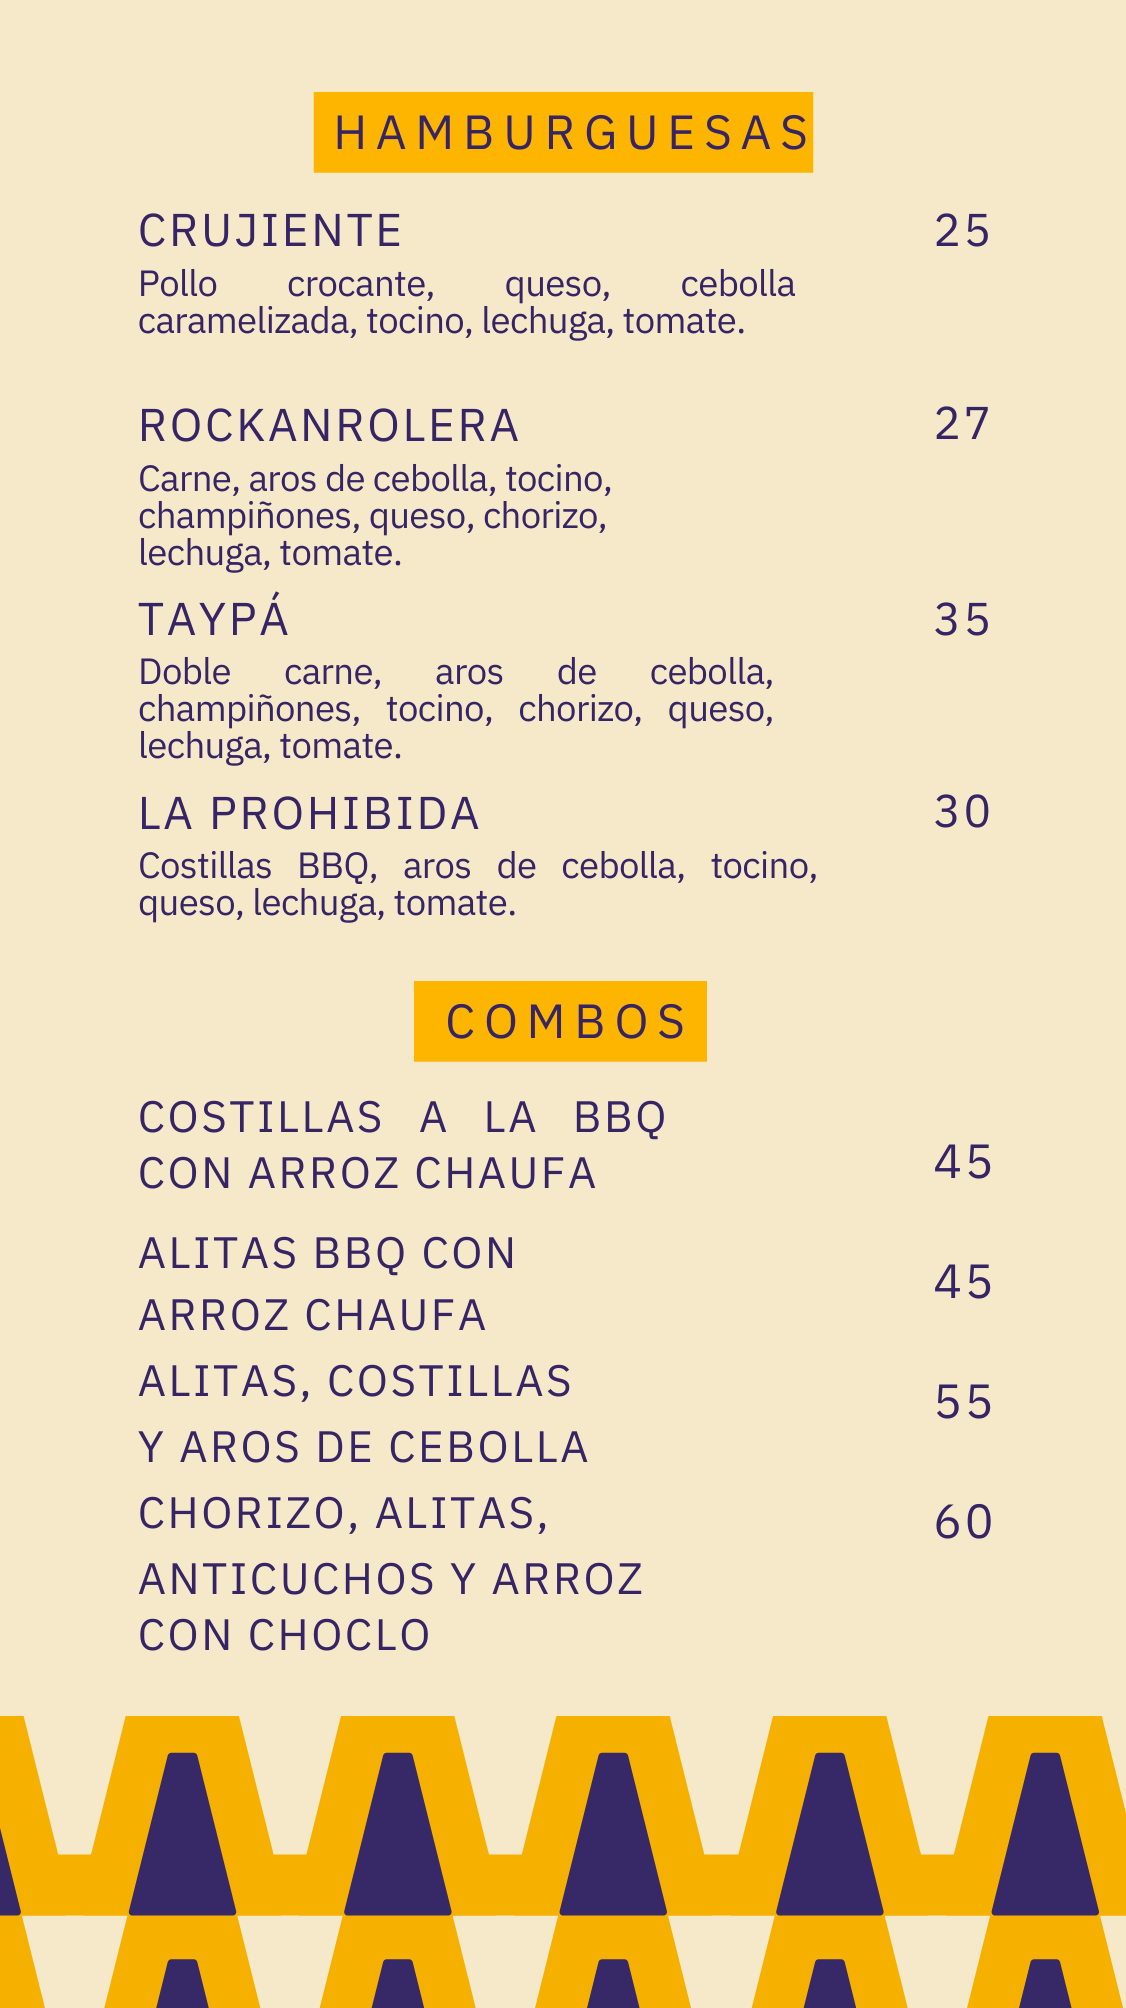 HAMBURGUESAS
CRUJIENTE 25
Pollo crocante, queso, cebolla
caramelizada, tocino, lechuga, tomate.
ROCKANROLERA 27
Carne, aros de cebolla, tocino,
champiñones, queso, chorizo,
lechuga, tomate.
TAYPÁ 35
Doble carne, aros de cebolla,
champiñones, tocino, chorizo, queso,
lechuga, tomate.
LA PROHIBIDA 30
Costillas BBQ, aros de cebolla, tocino,
queso, lechuga, tomate.
COMBOS
COSTILLAS A LA BBQ
CON ARROZ CHAUFA 45
ALITAS BBQ CON
ARROZ CHAUFA 45
ALITAS, COSTILLAS
Y AROS DE CEBOLLA 55
CHORIZO, ALITAS, 60
ANTICUCHOS Y ARROZ
CON CHOCLO